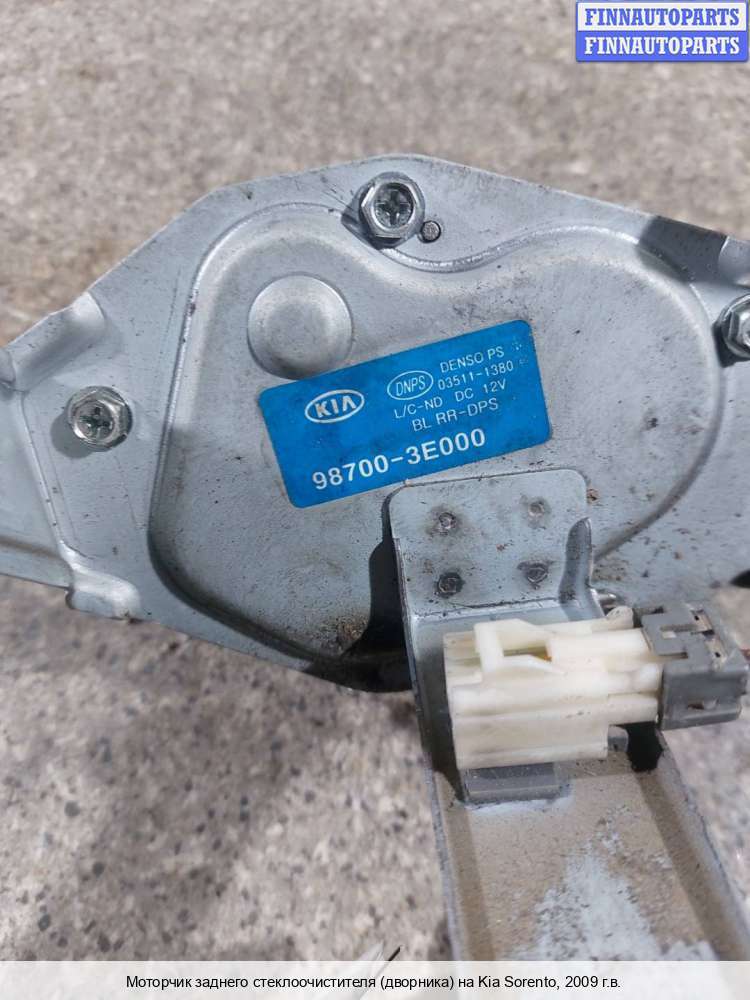 FINNAUTOPARTS
FINNAUTOPARTS
KIA
DNPS
DENSO PS
03511-1380
L/C-ND DC 12V
BL RR-DPS
98700-3E000
Моторчик заднего стеклоочистителя (дворника) на Kia Sorento, 2009 г.в.